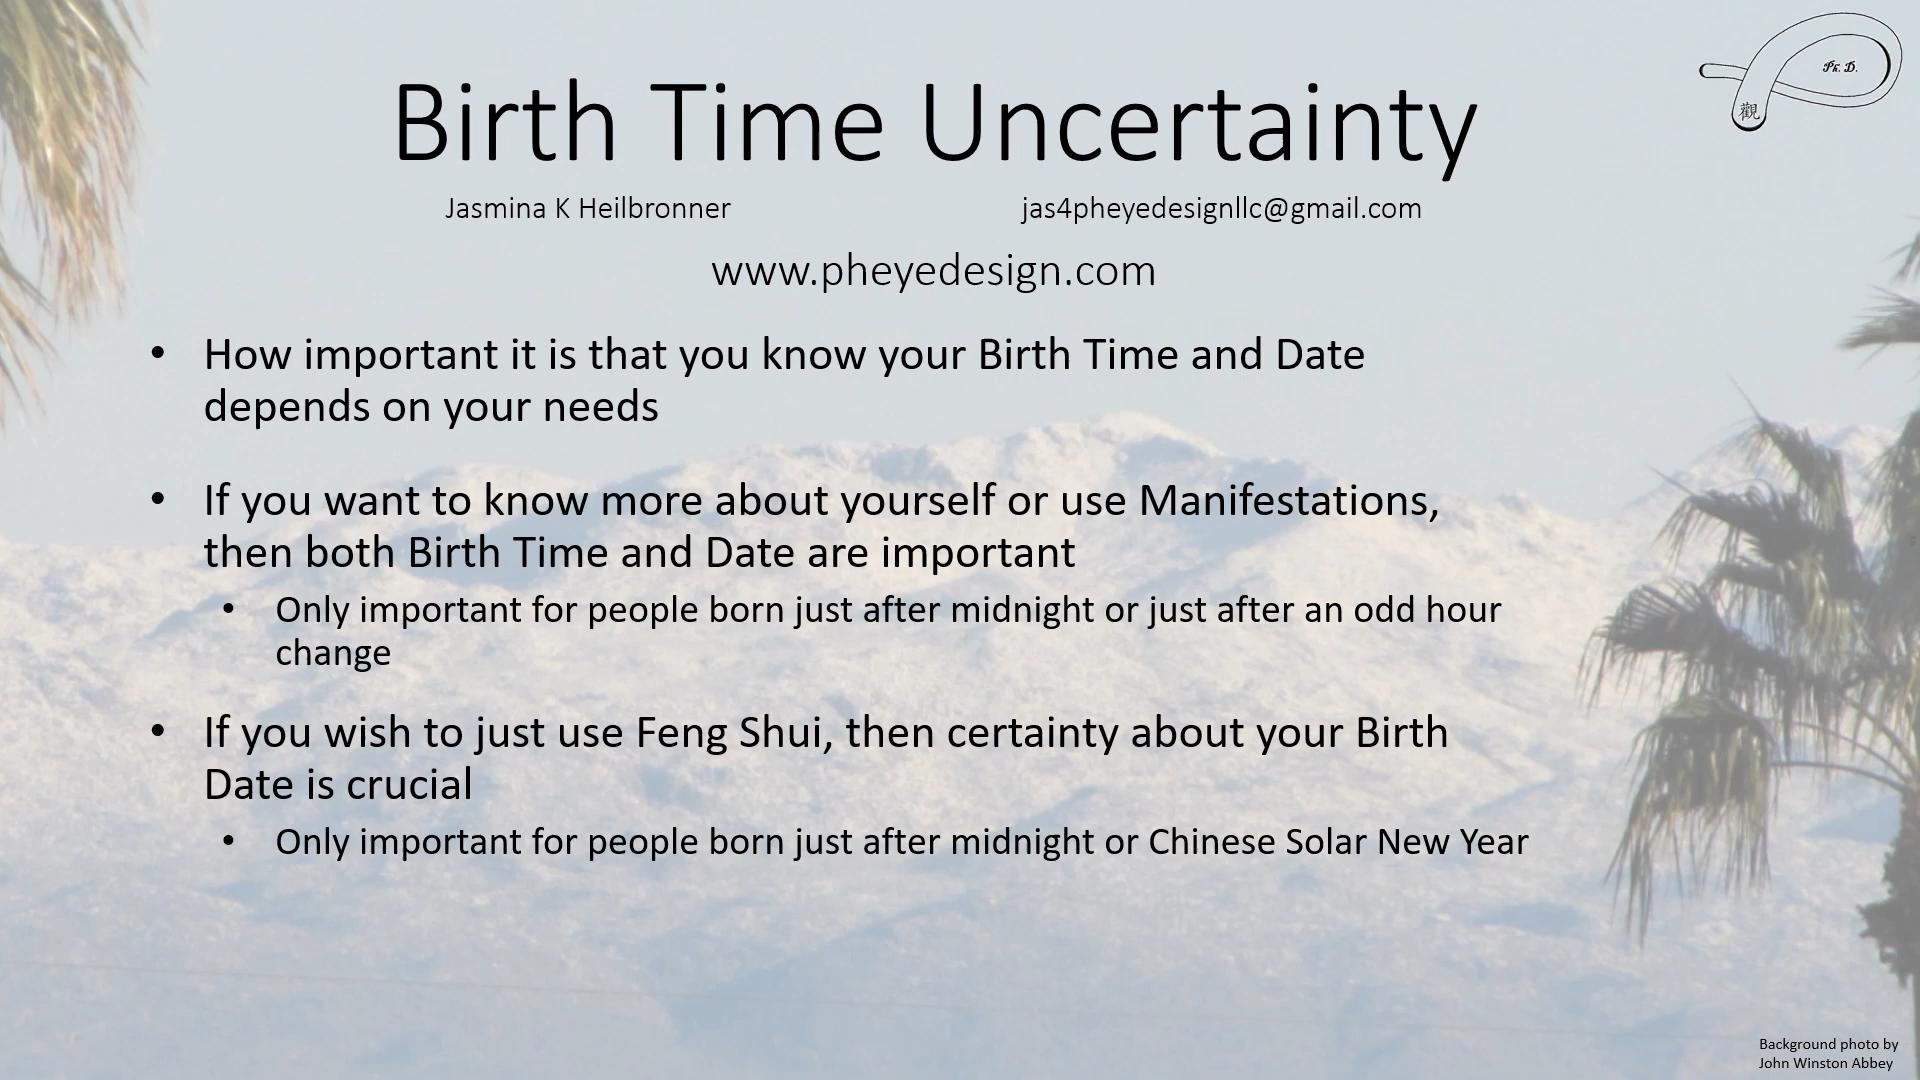 Ph. D.
觀
Birth Time Uncertainty
Jasmina K Heilbronner
jas4pheyedesignllc@gmail.com
www.pheyedesign.com
• How important it is that you know your Birth Time and Date
depends on your needs
• If you want to know more about yourself or use Manifestations,
then both Birth Time and Date are important
• Only important for people born just after midnight or just after an odd hour
change
• If you wish to just use Feng Shui, then certainty about your Birth
Date is crucial
• Only important for people born just after midnight or Chinese Solar New Year
Background photo by
John Winston Abbey